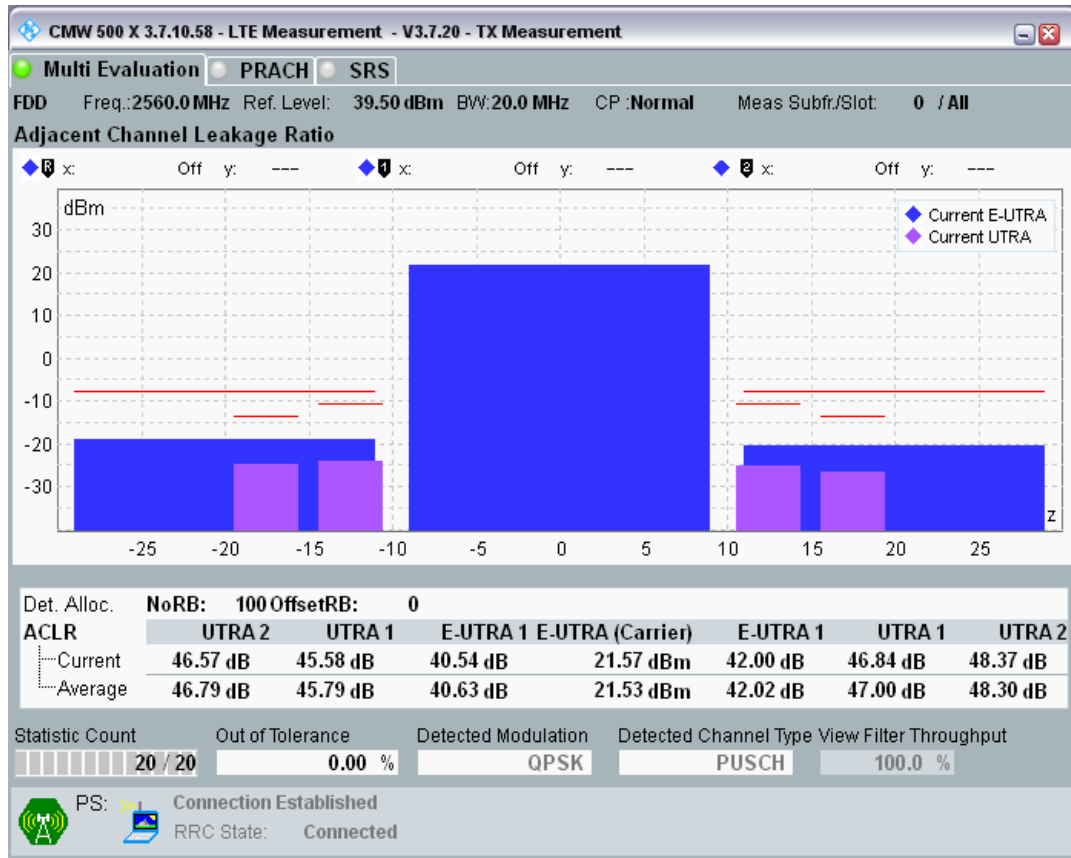 CMW 500 X 3.7.10.58 - LTE Measurement - V3.7.20 - TX Measurement
Multi Evaluation PRACH SRS
FDD Freq.:2560.0 MHz Ref. Level: 39.50 dBm BW:20.0 MHz CP :Normal Meas Subfr./Slot: 0 / All
Adjacent Channel Leakage Ratio
R x: Off y: --- 1 x: Off y: --- 2 x: Off y: ---
dBm
Current E-UTRA
Current UTRA
30
20
10
0
-10
-20
-30
z
-25 -20 -15 -10 -5 0 5 10 15 20 25
Det. Alloc. NoRB: 100 OffsetRB: 0
ACLR UTRA 2 UTRA 1 E-UTRA 1 E-UTRA (Carrier) E-UTRA 1 UTRA 1 UTRA 2
Current 46.57 dB 45.58 dB 40.54 dB 21.57 dBm 42.00 dB 46.84 dB 48.37 dB
Average 46.79 dB 45.79 dB 40.63 dB 21.53 dBm 42.02 dB 47.00 dB 48.30 dB
Statistic Count Out of Tolerance Detected Modulation Detected Channel Type View Filter Throughput
20 / 20 0.00 % QPSK PUSCH 100.0 %
PS: Connection Established
RRC State: Connected